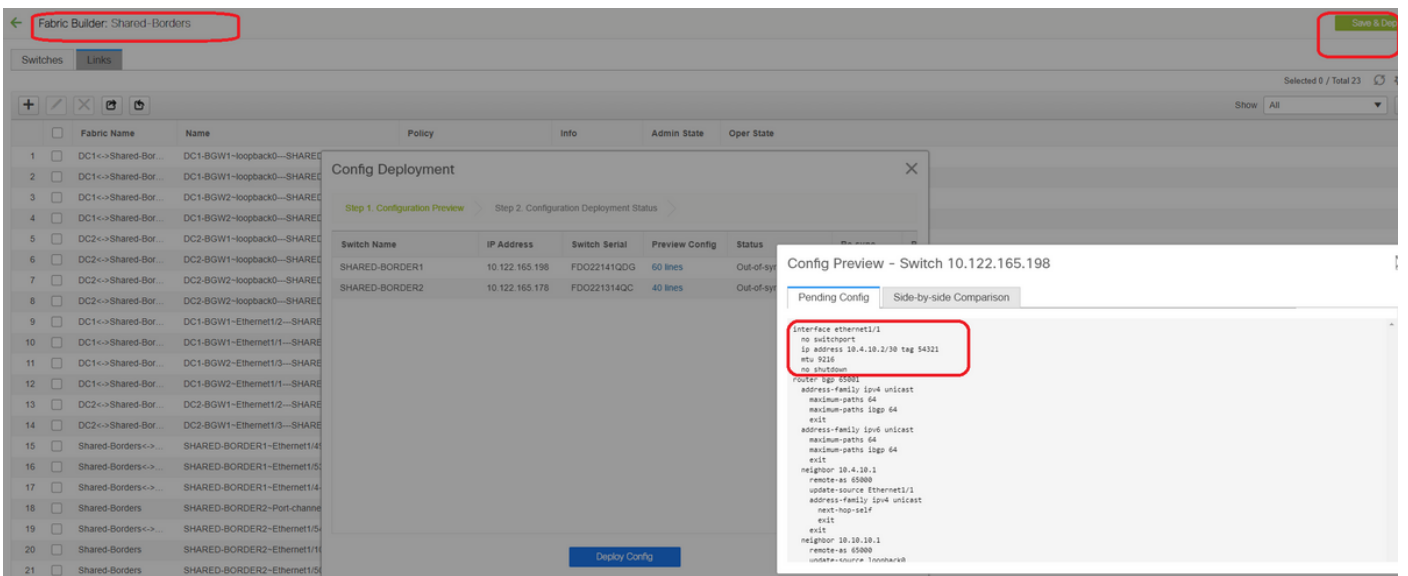 Fabric Builder: Shared-Borders
Save & Dep
Switches Links
Selected 0 / Total 23
Show All
Fabric Name Name Policy Info Admin State Oper State
1 DC1<->Shared-Bor... DC1-BGW1~loopback0---SHARED
2 DC1<->Shared-Bor... DC1-BGW1~loopback0---SHARED
3 DC1<->Shared-Bor... DC1-BGW2~loopback0---SHARED
4 DC1<->Shared-Bor... DC1-BGW2~loopback0---SHARED
5 DC2<->Shared-Bor... DC2-BGW1~loopback0---SHARED
6 DC2<->Shared-Bor... DC2-BGW1~loopback0---SHARED
7 DC2<->Shared-Bor... DC2-BGW2~loopback0---SHARED
8 DC2<->Shared-Bor... DC2-BGW2~loopback0---SHARED
9 DC1<->Shared-Bor... DC1-BGW1~Ethernet1/2---SHARE
10 DC1<->Shared-Bor... DC1-BGW1~Ethernet1/1---SHARE
11 DC1<->Shared-Bor... DC1-BGW2~Ethernet1/3---SHARE
12 DC1<->Shared-Bor... DC1-BGW2~Ethernet1/1---SHARE
13 DC2<->Shared-Bor... DC2-BGW1~Ethernet1/2---SHARE
14 DC2<->Shared-Bor... DC2-BGW1~Ethernet1/3---SHARE
15 Shared-Borders<->... SHARED-BORDER1~Ethernet1/4
16 Shared-Borders<->... SHARED-BORDER1~Ethernet1/5
17 Shared-Borders<->... SHARED-BORDER1~Ethernet1/4
18 Shared-Borders SHARED-BORDER2~Port-channe
19 Shared-Borders<->... SHARED-BORDER2~Ethernet1/5
20 Shared-Borders SHARED-BORDER2~Ethernet1/1
21 Shared-Borders SHARED-BORDER2~Ethernet1/5
Config Deployment
Step 1. Configuration Preview Step 2. Configuration Deployment Status
Switch Name IP Address Switch Serial Preview Config Status
SHARED-BORDER1 10.122.165.198 FDO22141QDG 60 lines Out-of-syn
SHARED-BORDER2 10.122.165.178 FDO221314QC 40 lines Out-of-syn
Deploy Config
Config Preview - Switch 10.122.165.198
Pending Config Side-by-side Comparison
interface ethernet1/1
no switchport
ip address 10.4.10.2/30 tag 54321
mtu 9216
no shutdown
router bgp 65001
address-family ipv4 unicast
maximum-paths 64
maximum-paths ibgp 64
exit
address-family ipv6 unicast
maximum-paths 64
maximum-paths ibgp 64
exit
neighbor 10.4.10.1
remote-as 65000
update-source Ethernet1/1
address-family ipv4 unicast
next-hop-self
exit
exit
neighbor 10.10.10.1
remote-as 65000
update-source loopback0